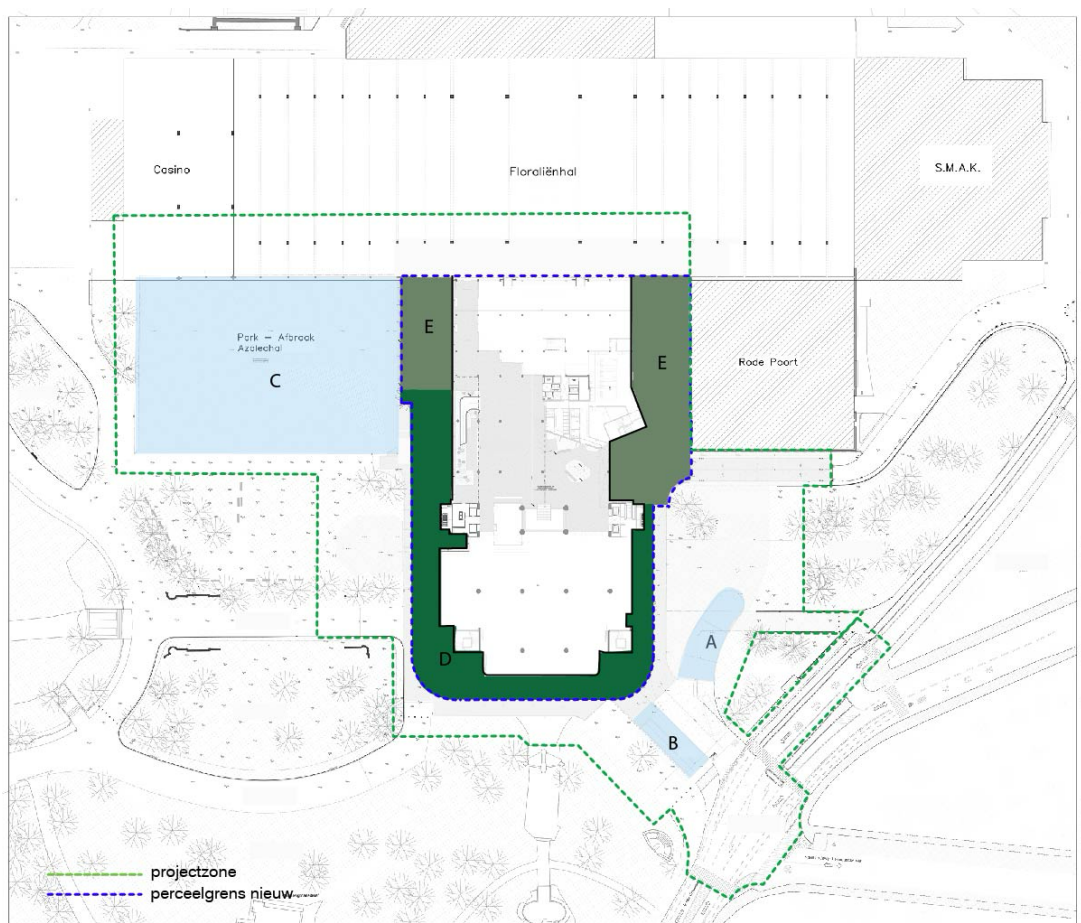 Casino
Floraliënhal
S.M.A.K.
Park - Afbraak
Azaleahal
C
E
E
Rode Poort
D
A
B
projectzone
perceelgrens nieuw